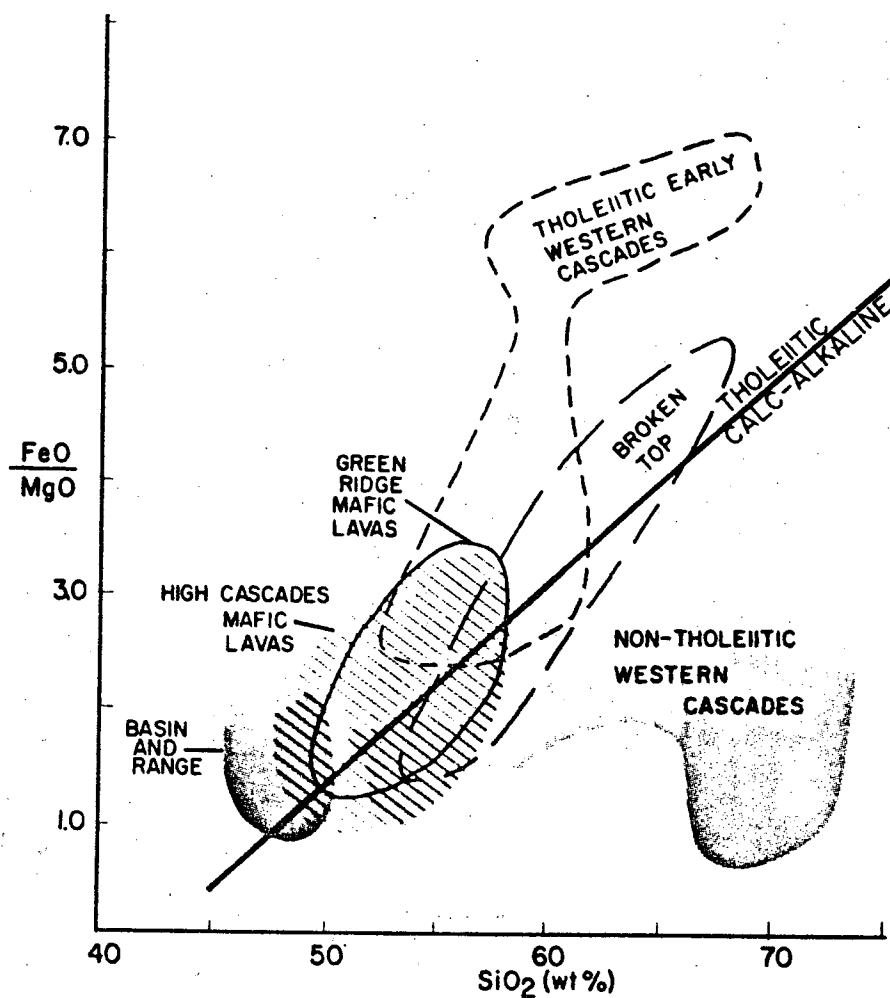 7.0
5.0
3.0
1.0
FeO
MgO
THOLEIITIC EARLY
WESTERN
CASCADES
THOLEIITIC
CALC-ALKALINE
BROKEN
TOP
GREEN
RIDGE
MAFIC
LAVAS
HIGH CASCADES
MAFIC
LAVAS
BASIN
AND
RANGE
NON-THOLEIITIC
WESTERN
CASCADES
40
50
60
70
SiO₂ (wt %)